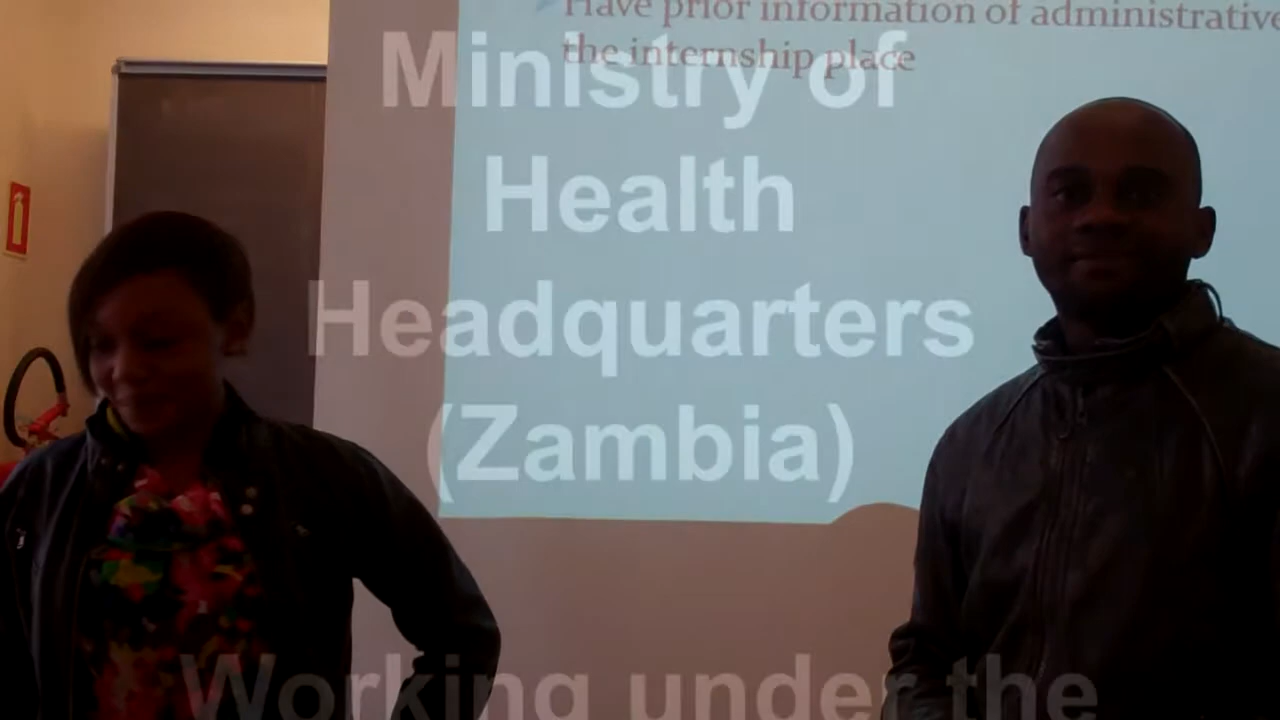 Have prior information of administrative
the internship place
Ministry of
Health
Headquarters
(Zambia)
Working under the